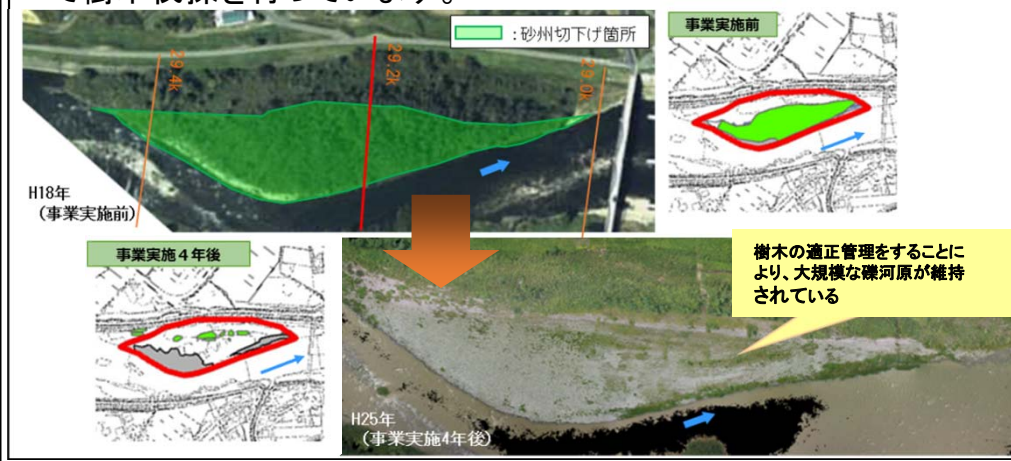 て樹木伐採を行っています。
:砂州切下げ箇所
29.4k
29.2k
29.0k
H18年
(事業実施前)
事業実施前
事業実施4年後
樹木の適正管理をすることに
より、大規模な礫河原が維持
されている
H25年
(事業実施4年後)